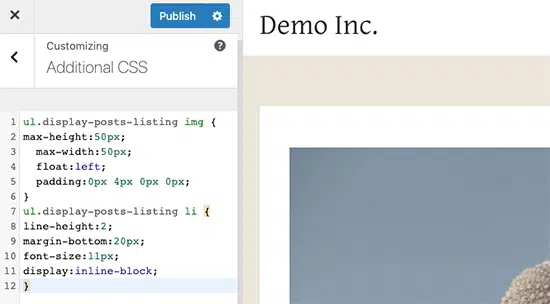 Publish
Demo Inc.
Customizing
Additional CSS
1 ul.display-posts-listing img {
2 max-height:50px;
3 max-width:50px;
4 float:left;
5 padding:0px 4px 0px 0px;
6 }
7 ul.display-posts-listing li {
8 line-height:2;
9 margin-bottom:20px;
10 font-size:11px;
11 display:inline-block;
12 }